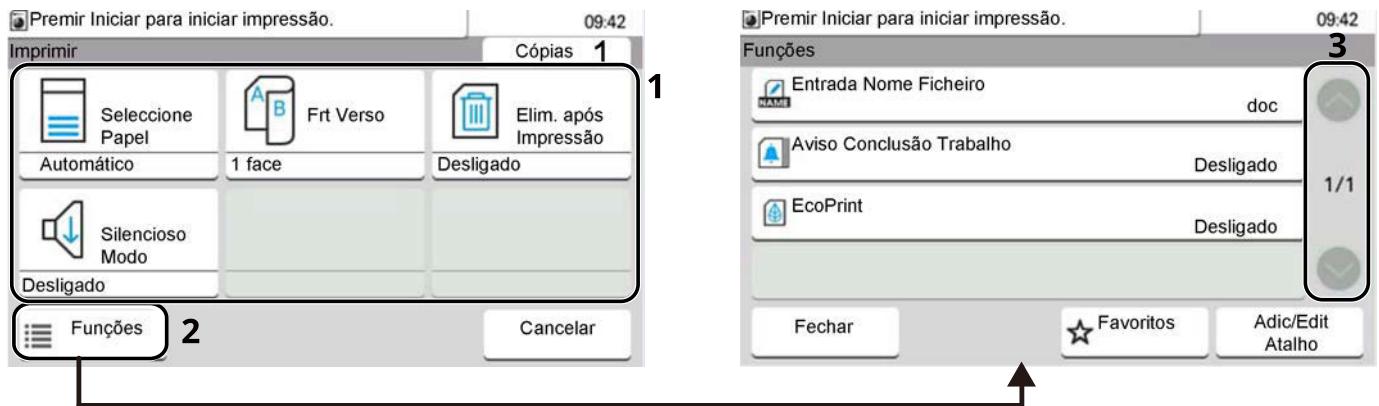 Premir Iniciar para iniciar impressão.
09:42
Imprimir
Cópias 1
1
Seleccione
Papel
Automático
A
B
Frt Verso
1 face
Elim. após
Impressão
Desligado
Silencioso
Modo
Desligado
Funções
2
Cancelar
Premir Iniciar para iniciar impressão.
09:42
Funções
3
NAME
Entrada Nome Ficheiro
doc
Aviso Conclusão Trabalho
Desligado
1/1
EcoPrint
Desligado
Fechar
Favoritos
Adic/Edit
Atalho